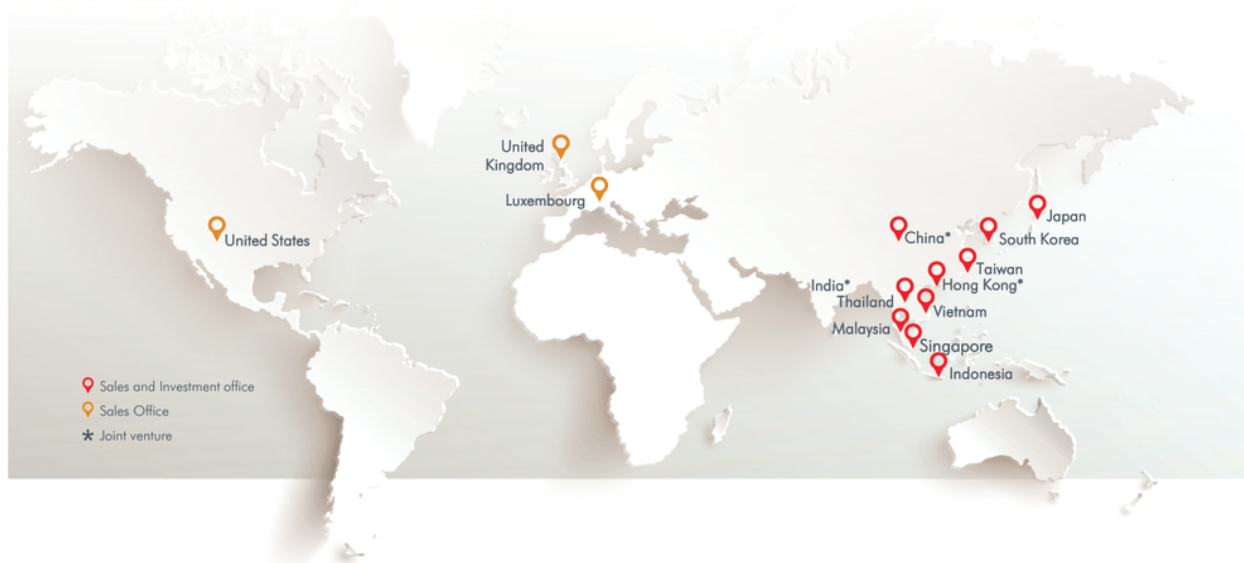 United
Kingdom
Luxembourg
United States
Japan
China*
South Korea
Taiwan
Hong Kong*
India*
Thailand
Vietnam
Malaysia
Singapore
Indonesia
Sales and Investment office
Sales Office
* Joint venture